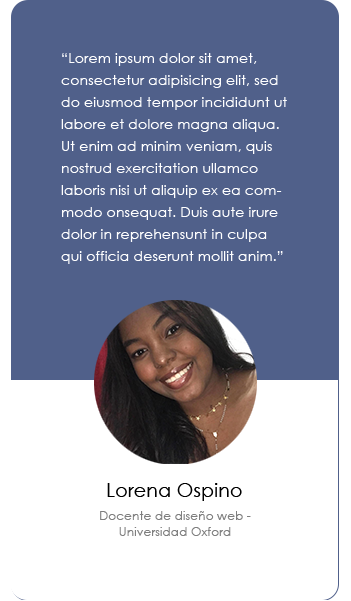 “Lorem ipsum dolor sit amet,
consectetur adipisicing elit, sed
do eiusmod tempor incididunt ut
labore et dolore magna aliqua.
Ut enim ad minim veniam, quis
nostrud exercitation ullamco
laboris nisi ut aliquip ex ea com-
modo onsequat. Duis aute irure
dolor in reprehensunt in culpa
qui officia deserunt mollit anim.”
Lorena Ospino
Docente de diseño web -
Universidad Oxford